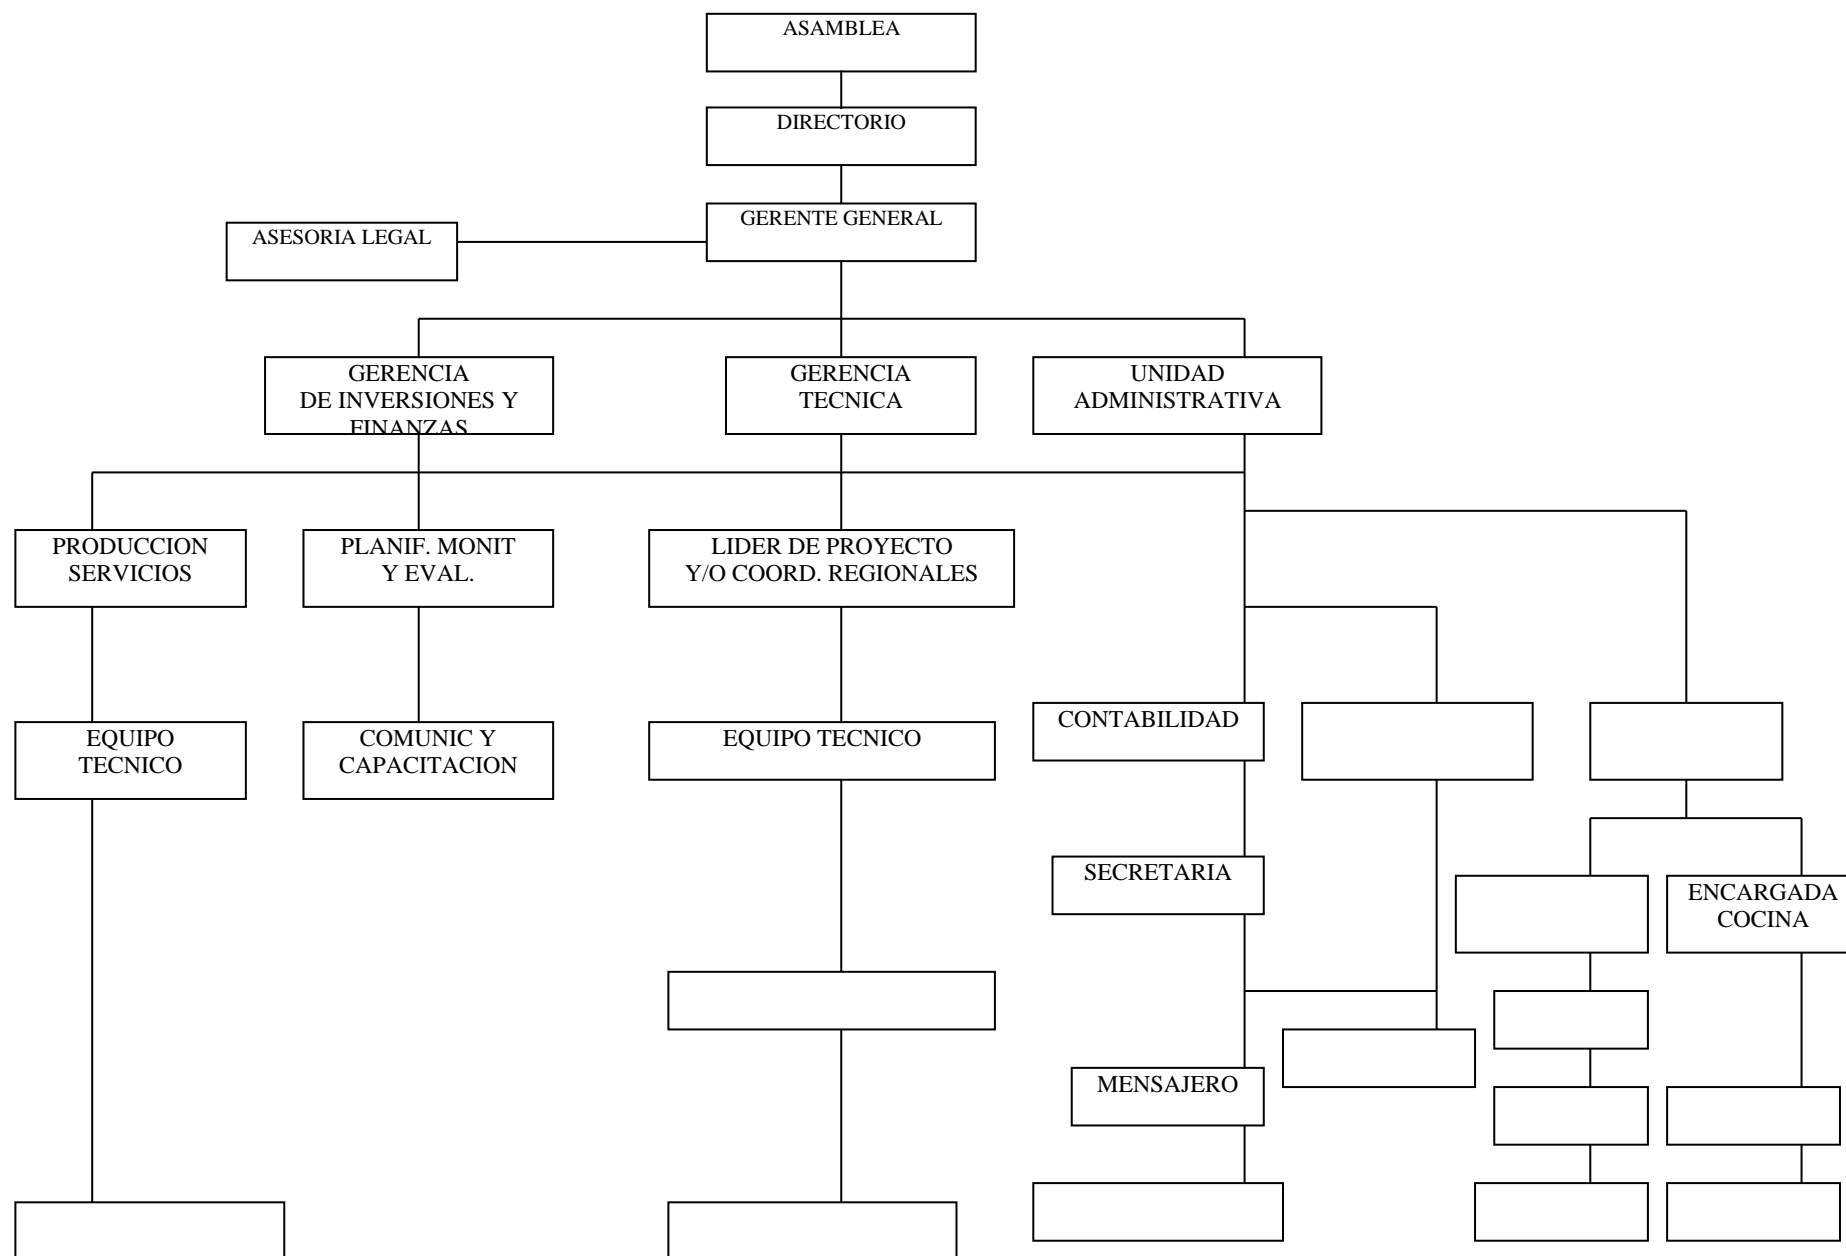 ASAMBLEA
DIRECTORIO
GERENTE GENERAL
ASESORIA LEGAL
GERENCIA
DE INVERSIONES Y
FINANZAS
GERENCIA
TECNICA
UNIDAD
ADMINISTRATIVA
PRODUCCION
SERVICIOS
PLANIF. MONIT
Y EVAL.
LIDER DE PROYECTO
Y/O COORD. REGIONALES
EQUIPO
TECNICO
COMUNIC Y
CAPACITACION
EQUIPO TECNICO
CONTABILIDAD
SECRETARIA
ENCARGADA
COCINA
MENSAJERO